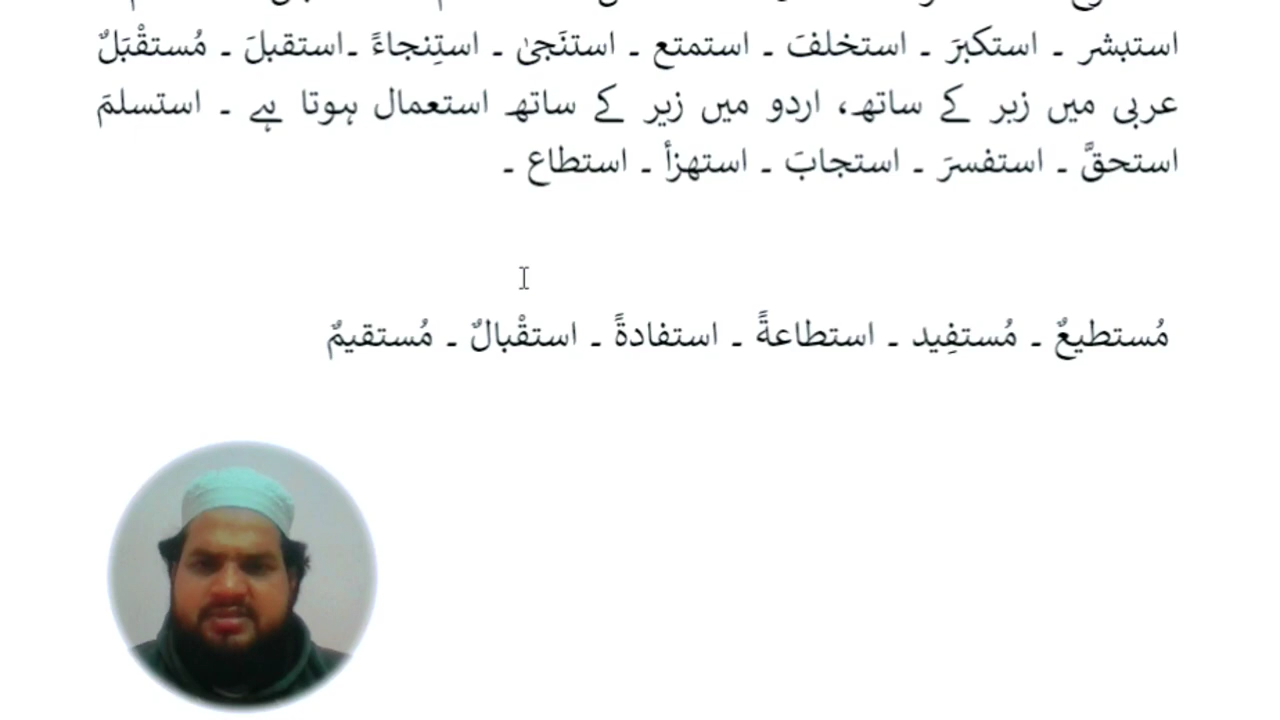 استبشر ۔ استکبرَ ۔ استخلفَ ۔ استمتع ۔ استنَجیٰ ۔ استِنجاءً ۔استقبلَ ۔ مُستقْبَلٌ
عربی میں زبر کے ساتھ، اردو میں زیر کے ساتھ استعمال ہوتا ہے ۔ استسلمَ
استحقَّ ۔ استفسرَ ۔ استجابَ ۔ استهزأ ۔ استطاع ۔
مُستطیعٌ ۔ مُستفِید ۔ استطاعةً ۔ استفادةً ۔ استقْبالٌ ۔ مُستقیمٌ